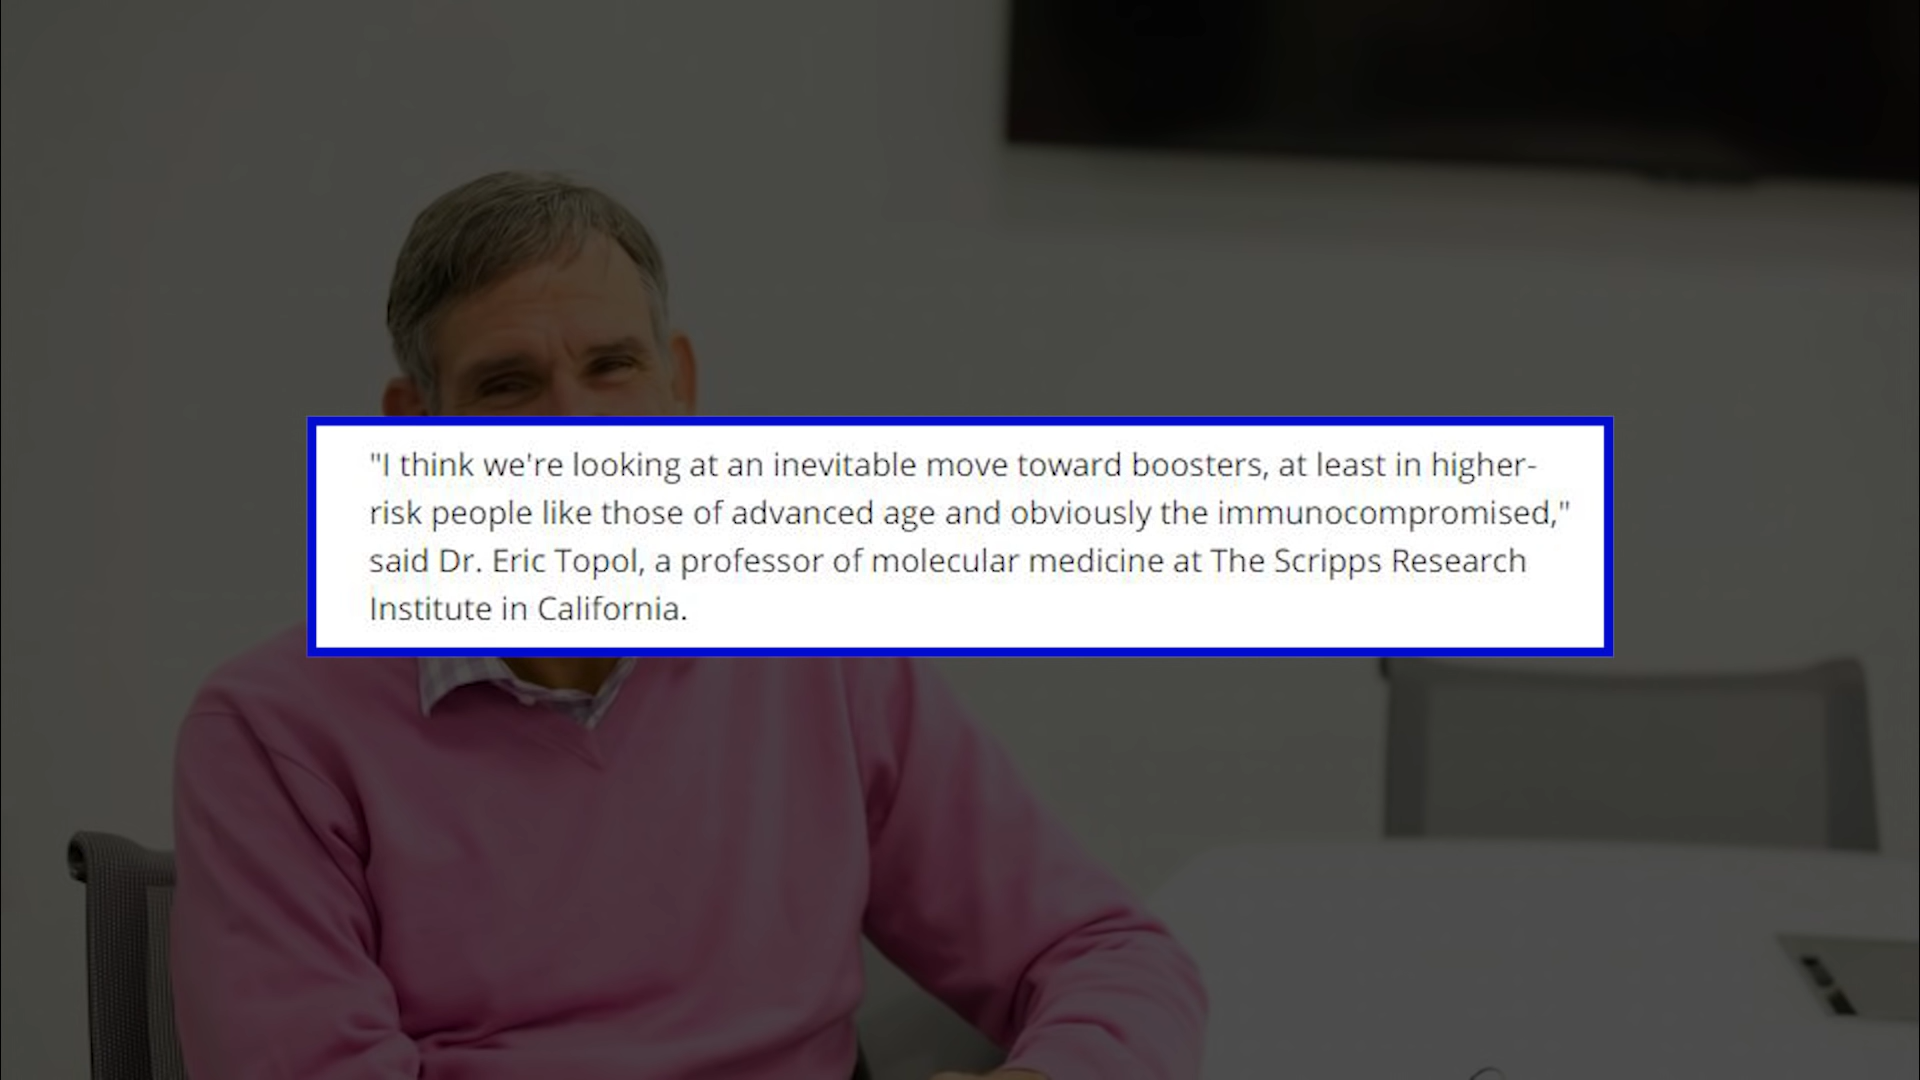 "I think we're looking at an inevitable move toward boosters, at least in higher-
risk people like those of advanced age and obviously the immunocompromised,"
said Dr. Eric Topol, a professor of molecular medicine at The Scripps Research
Institute in California.